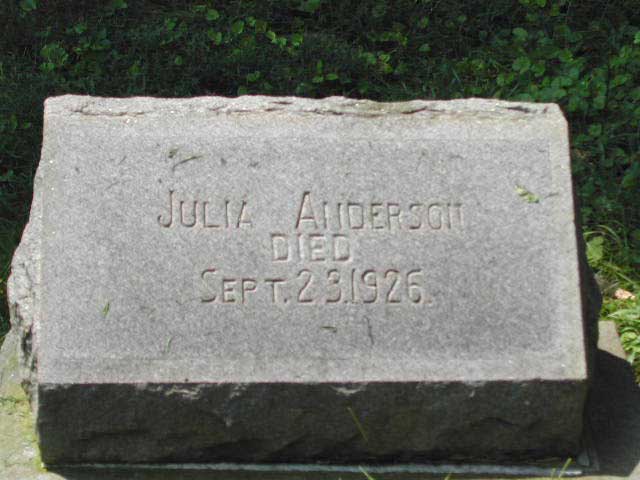 JULIA ANDERSON
DIED
SEPT. 23.1926.